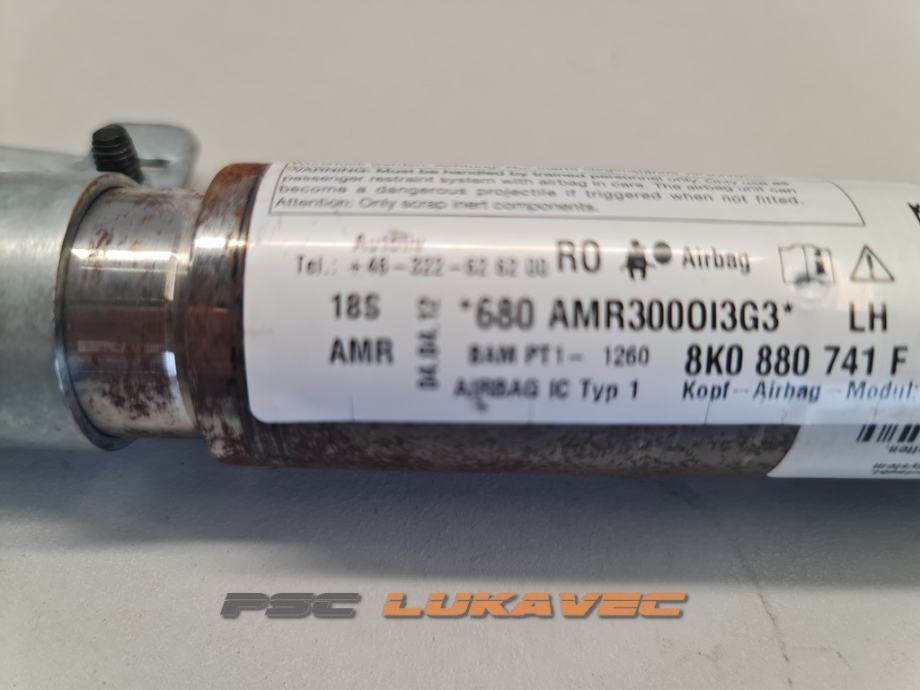 WARNING: Must be handled by trained personnel only. Only use as
passenger restraint system with airbag in cars. The airbag unit can
become a dangerous projectile if triggered when not fitted.
Attention: Only scrap inert components.
Autoliv
Tel.: +46-322-62 62 00 RO Airbag
18S 04.04.12 *680 AMR300OI3G3* LH
AMR BAM PT1- 1260 8K0 880 741 F
AIRBAG IC Typ 1 Kopf-Airbag-Modul
PSC LUKAVEC